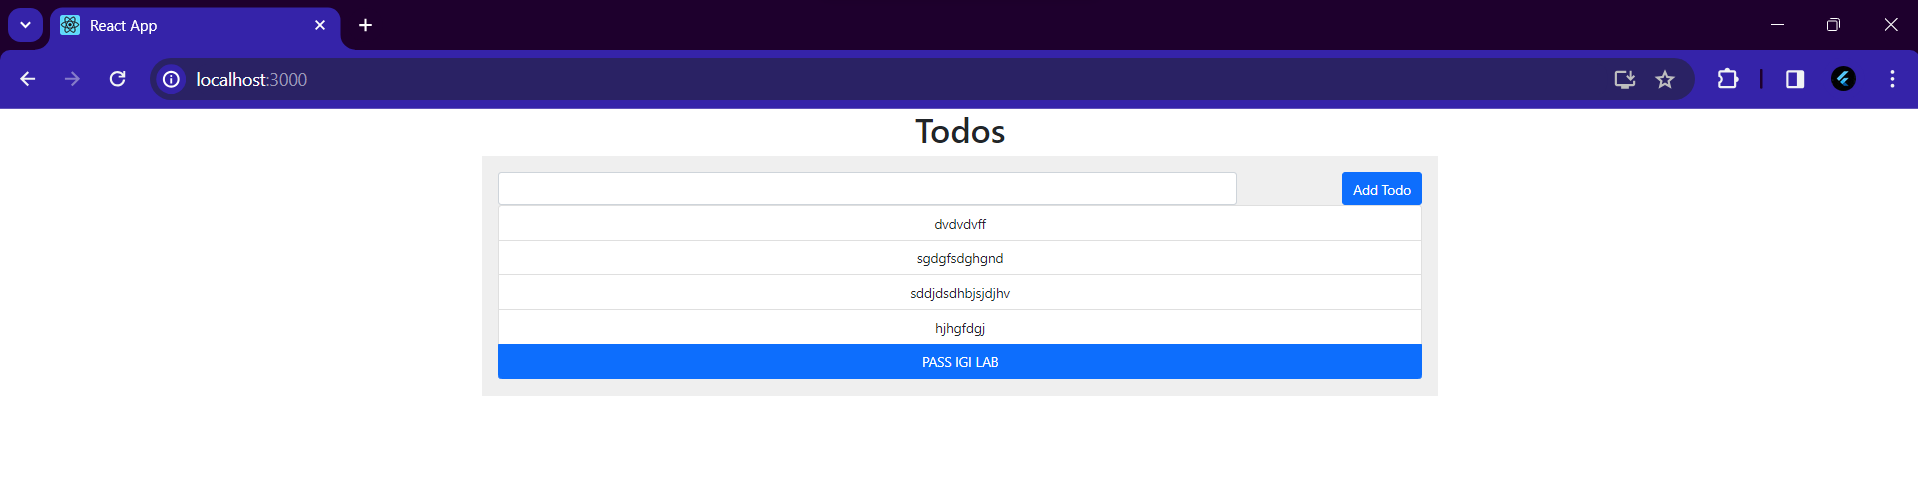 React App
localhost:3000
Todos
Add Todo
dvdvdvff
sgdgfsdghgnd
sddjdsdhbjsjdjhv
hjhgfdgj
PASS IGI LAB